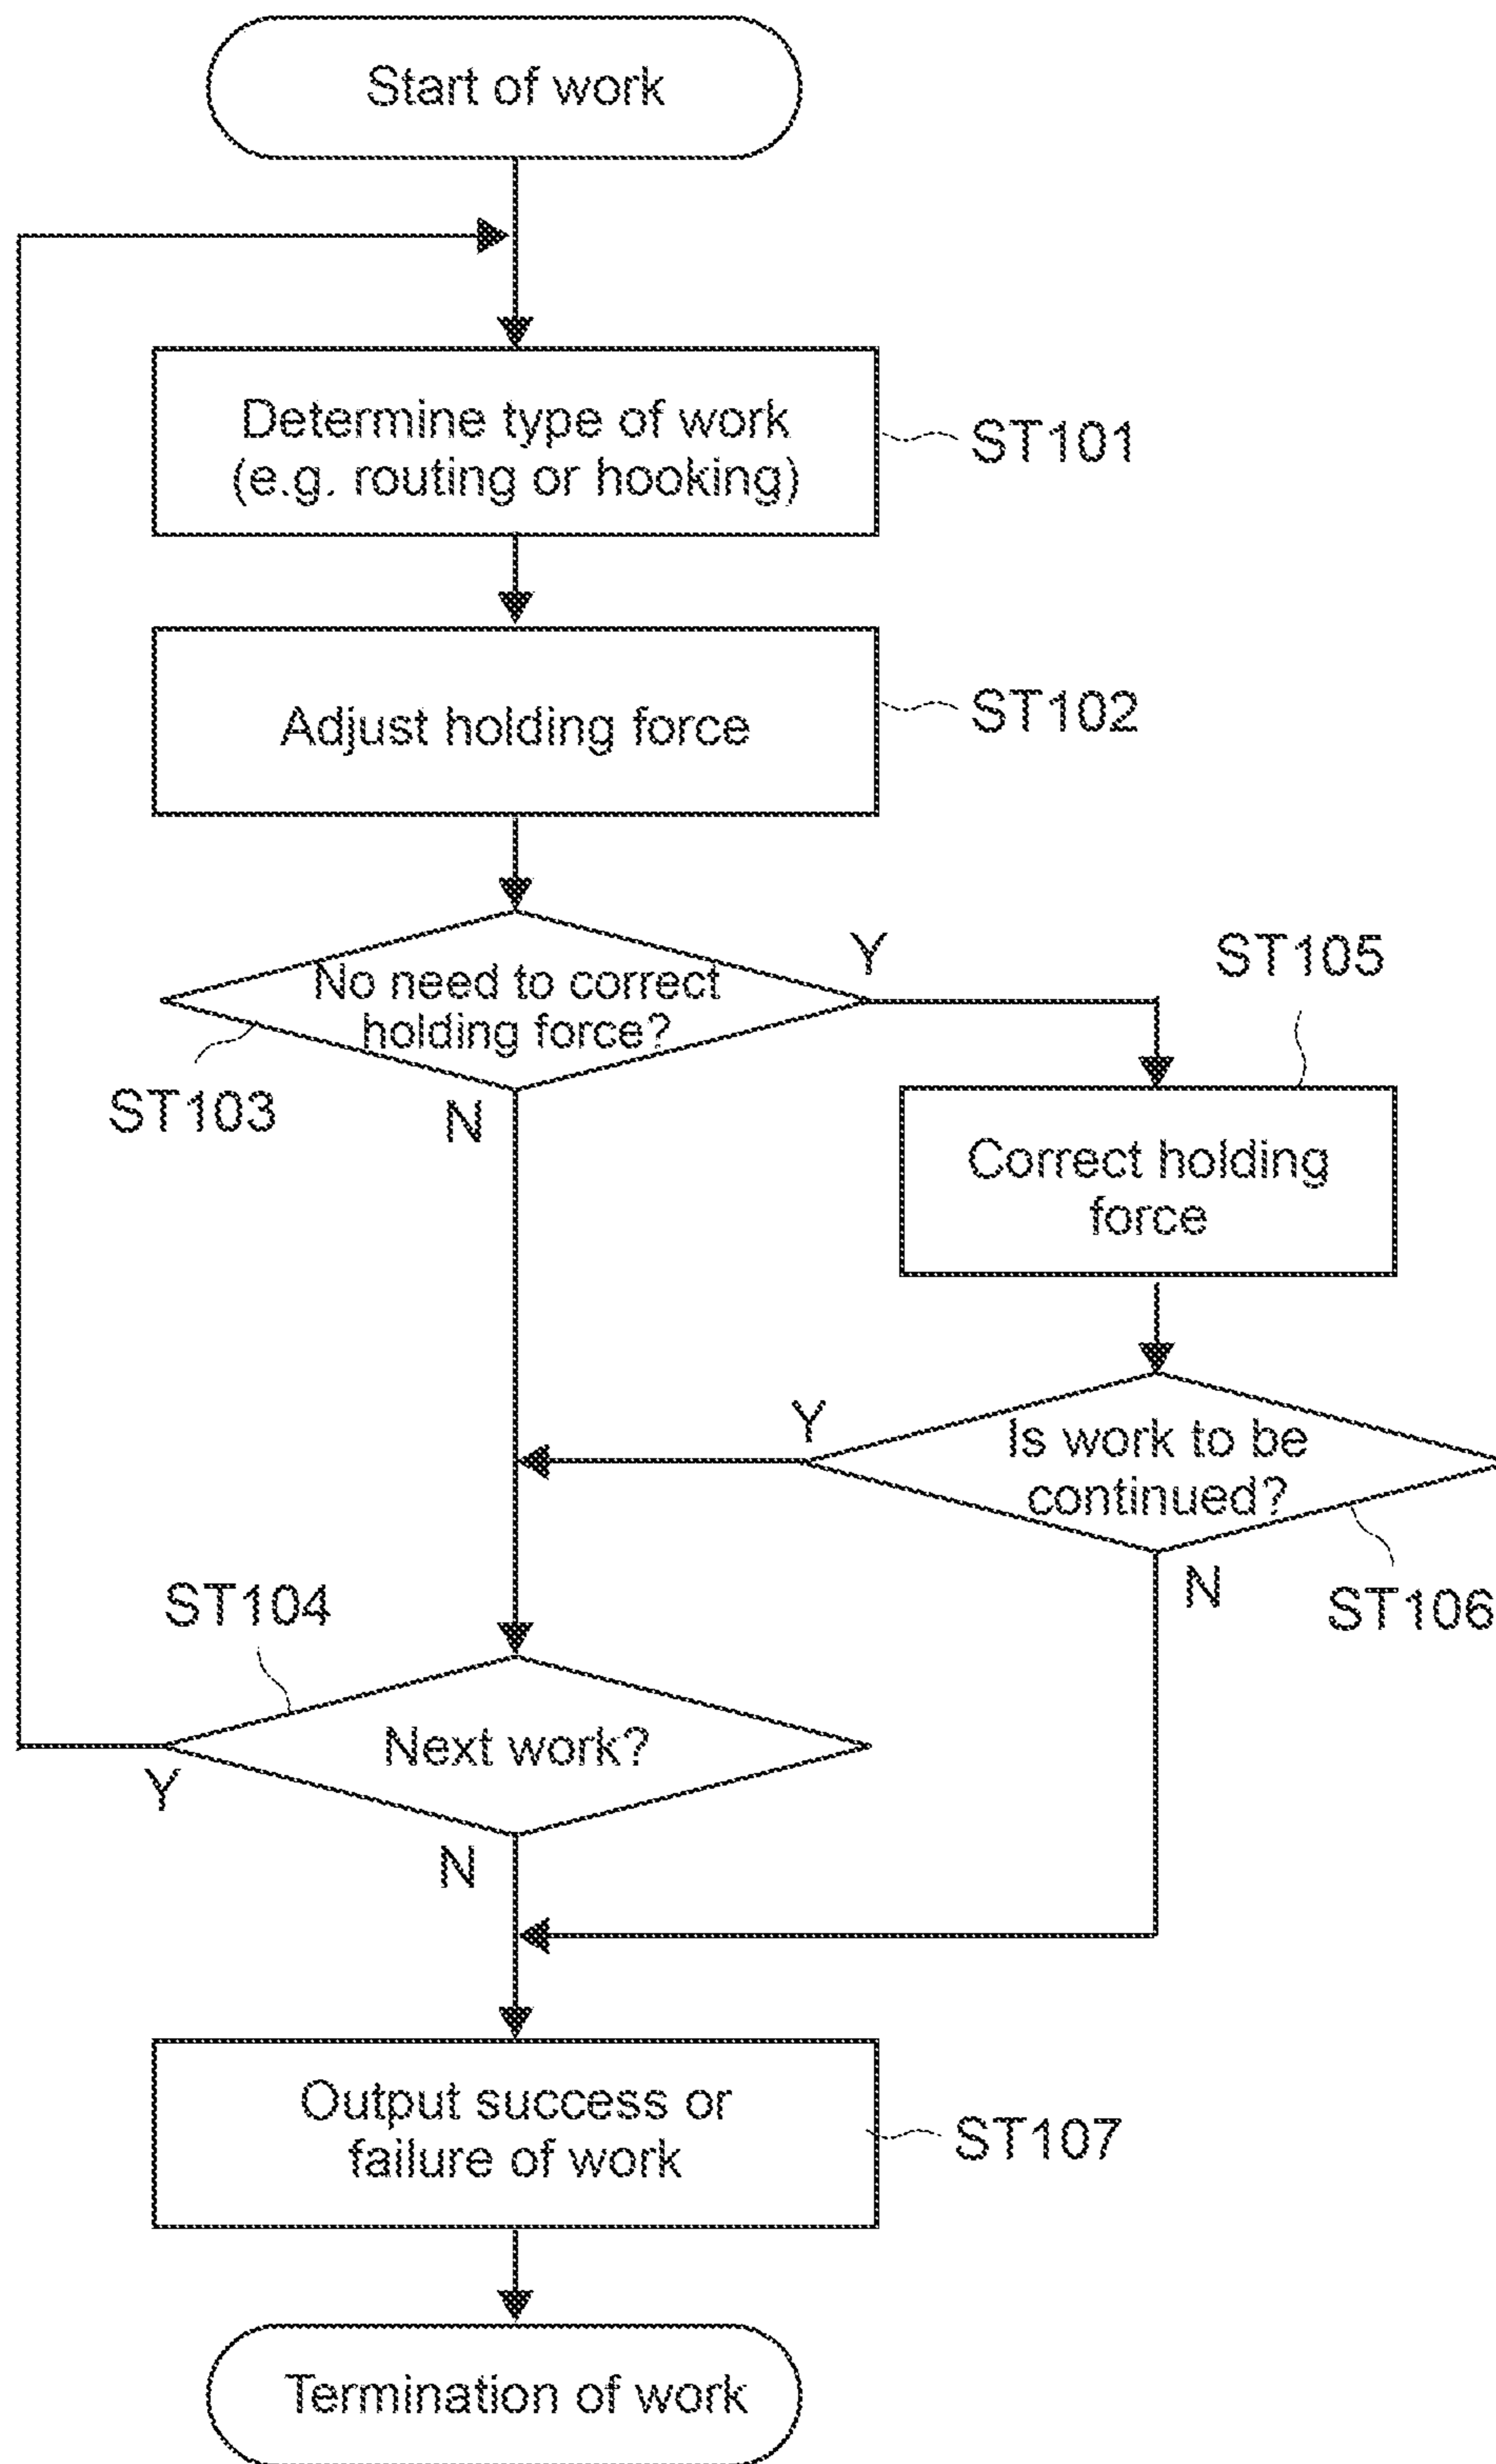 Start of work
Determine type of work
(e.g. routing or hooking)
ST101
Adjust holding force
ST102
No need to correct
holding force?
Y
ST105
ST103
N
Correct holding
force
Y
Is work to be
continued?
N
ST106
ST104
Next work?
Y
N
Output success or
failure of work
ST107
Termination of work